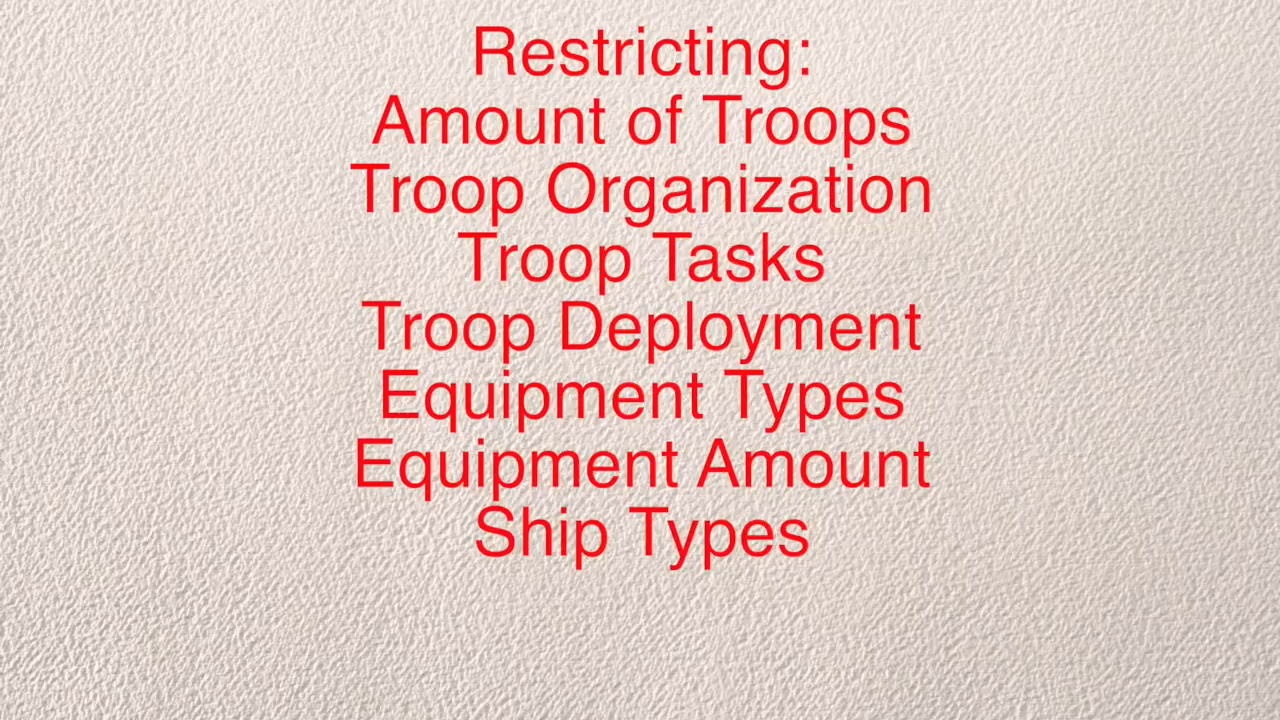 Restricting:
Amount of Troops
Troop Organization
Troop Tasks
Troop Deployment
Equipment Types
Equipment Amount
Ship Types